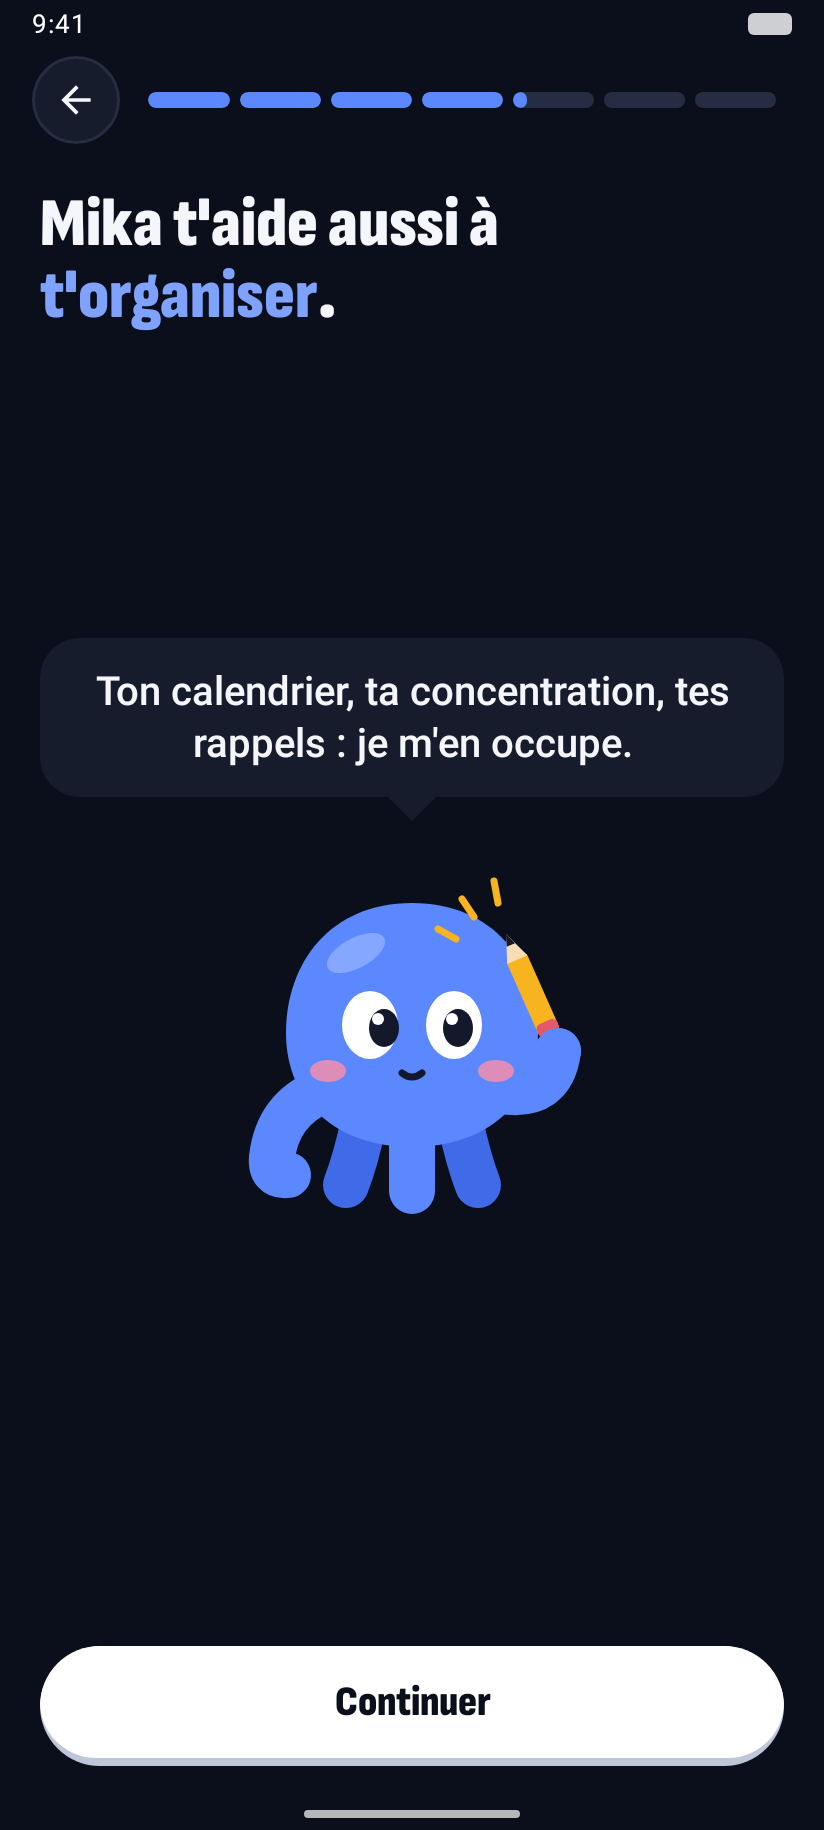 9:41
Mika t'aide aussi à
t'organiser.
Ton calendrier, ta concentration, tes
rappels : je m'en occupe.
Continuer